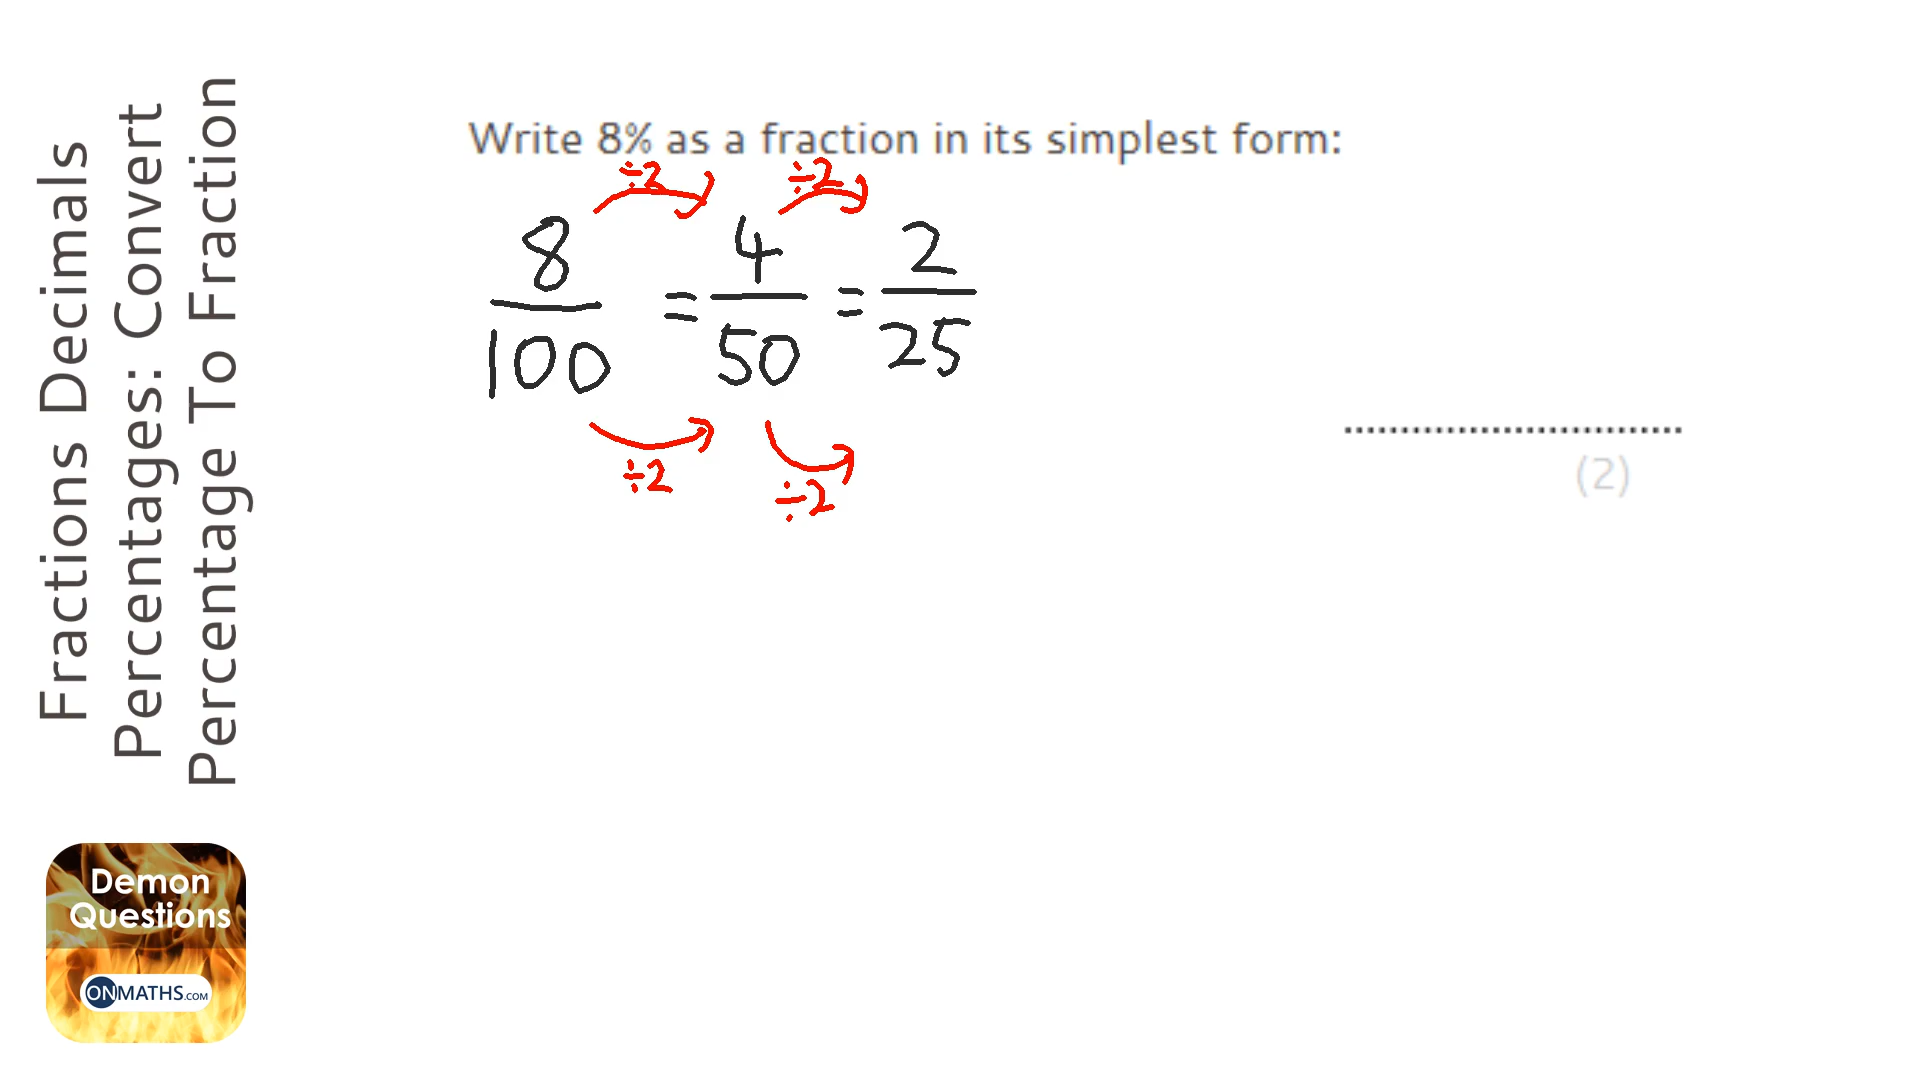 Fractions Decimals
Percentages: Convert
Percentage To Fraction
Write 8% as a fraction in its simplest form:
÷2 ÷2
8/100 = 4/50 = 2/25
÷2 ÷2
(2)
Demon
Questions
ONMATHS.COM